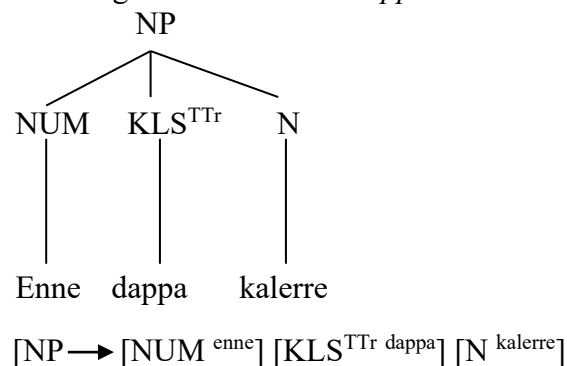 NP
NUM KLS^TTr N
Enne dappa kalerre
[NP → [NUM ^enne] [KLS^TTr dappa] [N ^kalerre]